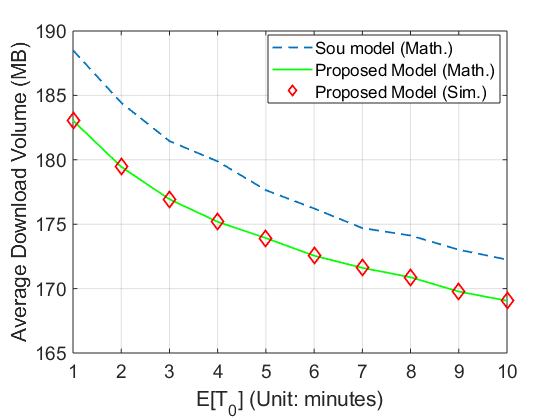 190
185
180
175
170
165
Average Download Volume (MB)
Sou model (Math.)
Proposed Model (Math.)
Proposed Model (Sim.)
1 2 3 4 5 6 7 8 9 10
E[T₀] (Unit: minutes)